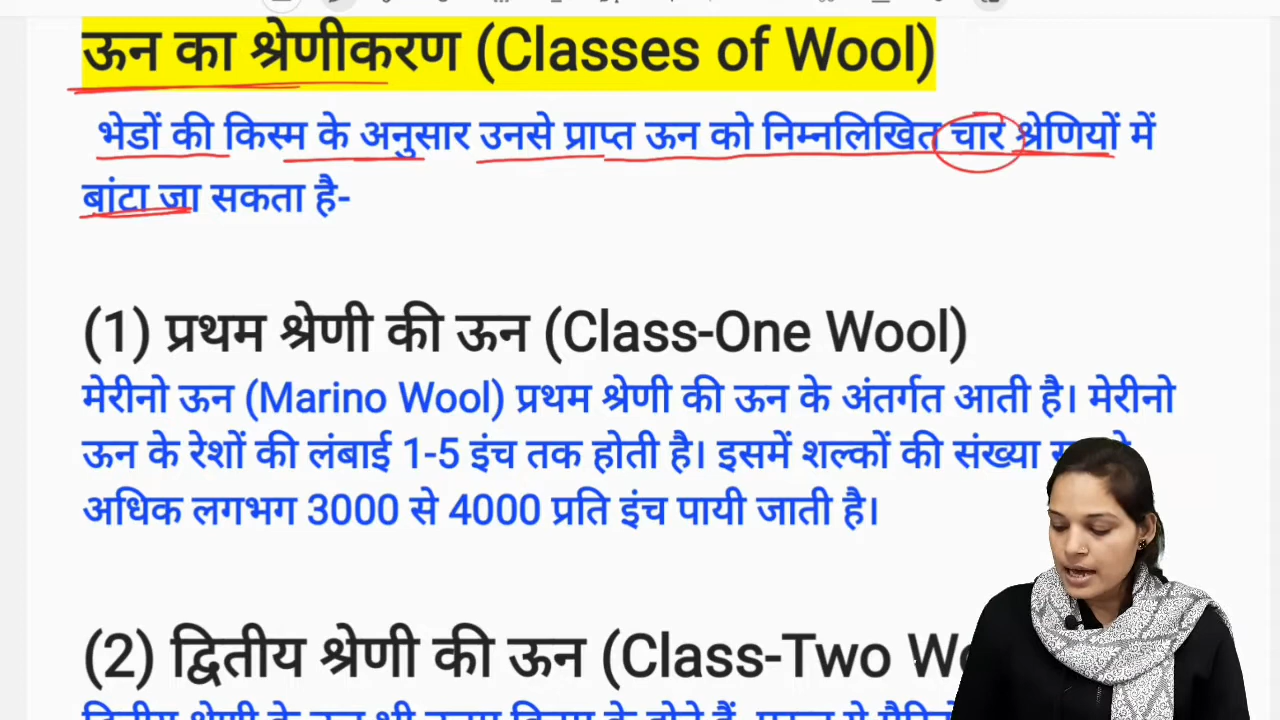 ऊन का श्रेणीकरण (Classes of Wool)
भेडों की किस्म के अनुसार उनसे प्राप्त ऊन को निम्नलिखित चार श्रेणियों में
बांटा जा सकता है-
(1) प्रथम श्रेणी की ऊन (Class-One Wool)
मेरीनो ऊन (Marino Wool) प्रथम श्रेणी की ऊन के अंतर्गत आती है। मेरीनो
ऊन के रेशों की लंबाई 1-5 इंच तक होती है। इसमें शल्कों की संख्या
अधिक लगभग 3000 से 4000 प्रति इंच पायी जाती है।
(2) द्वितीय श्रेणी की ऊन (Class-Two